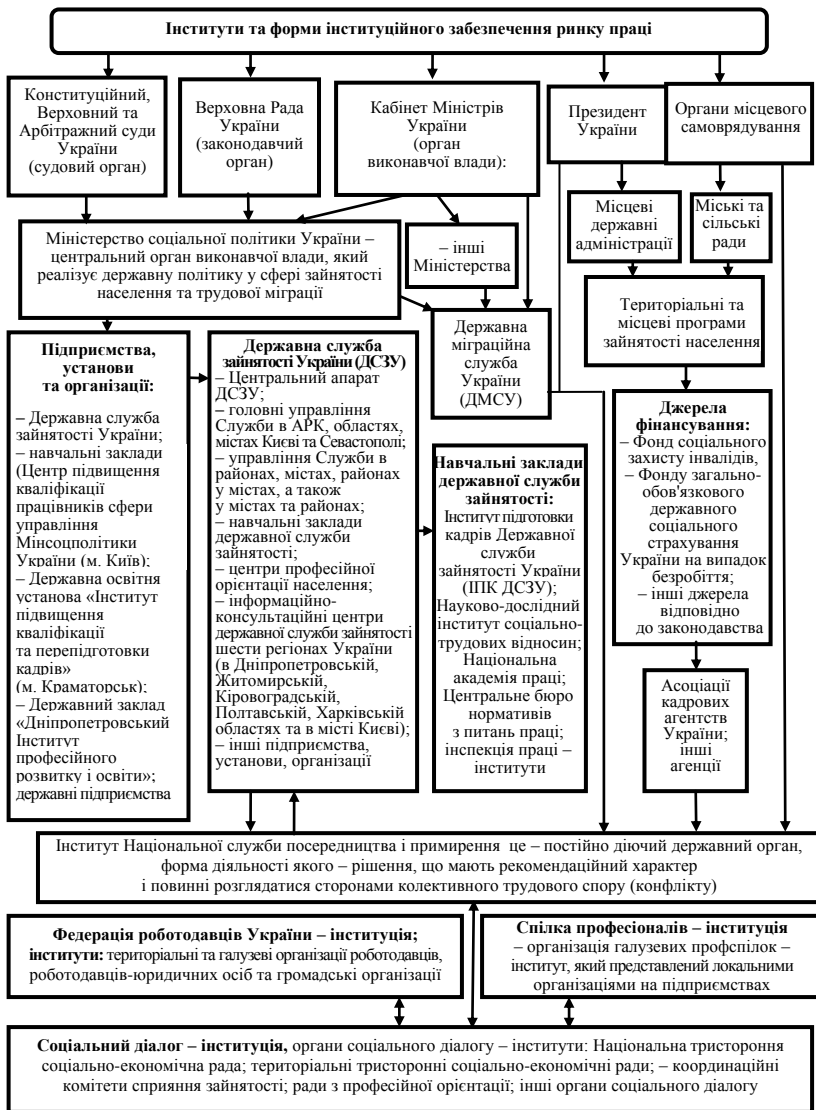 Інститути та форми інституційного забезпечення ринку праці
Конституційний,
Верховний та
Арбітражний суди
України
(судовий орган)
Верховна Рада
України
(законодавчий
орган)
Кабінет Міністрів
України
(орган
виконавчої влади):
Президент
України
Органи місцевого
самоврядування
Місцеві
державні
адміністрації
Міські та
сільські
ради
Міністерство соціальної політики України –
центральний орган виконавчої влади, який
реалізує державну політику у сфері зайнятості
населення та трудової міграції
– інші
Міністерства
Територіальні та
місцеві програми
зайнятості населення
Підприємства,
установи
та організації:
– Державна служба
зайнятості України;
– навчальні заклади
(Центр підвищення
кваліфікації
працівників сфери
управління
Мінсоцполітики
України (м. Київ);
– Державна освітня
установа «Інститут
підвищення
кваліфікації
та перепідготовки
кадрів»
(м. Краматорськ);
– Державний заклад
«Дніпропетровський
Інститут
професійного
розвитку і освіти»;
державні підприємства
Державна служба
зайнятості України (ДСЗУ)
– Центральний апарат
ДСЗУ;
– головні управління
Служби в АРК, областях,
містах Києві та Севастополі;
– управління Служби в
районах, містах, районах
у містах, а також
у містах та районах;
– навчальні заклади
державної служби
зайнятості;
– центри професійної
орієнтації населення;
– інформаційно-
консультаційні центри
державної служби зайнятості
шести регіонах України
(в Дніпропетровській,
Житомирській,
Кіровоградській,
Полтавській, Харківській
областях та в місті Києві);
– інші підприємства,
установи, організації
Державна
міграційна
служба
України
(ДМСУ)
Навчальні заклади
державної служби
зайнятості:
Інститут підготовки
кадрів Державної
служби
зайнятості України
(ІПК ДСЗУ);
Науково-дослідний
інститут соціально-
трудових відносин;
Національна
академія праці;
Центральне бюро
нормативів
з питань праці;
інспекція праці –
інститути
Джерела
фінансування:
– Фонд соціального
захисту інвалідів,
– Фонду загально-
обов'язкового
державного
соціального
страхування
України на випадок
безробіття;
– інші джерела
відповідно
до законодавства
Асоціації
кадрових
агентств
України;
інші
агенції
Інститут Національної служби посередництва і примирення це – постійно діючий державний орган,
форма діяльності якого – рішення, що мають рекомендаційний характер
і повинні розглядатися сторонами колективного трудового спору (конфлікту)
Федерація роботодавців України – інституція;
інститути: територіальні та галузеві організації роботодавців,
роботодавців-юридичних осіб та громадські організації
Спілка професіоналів – інституція
– організація галузевих профспілок –
інститут, який представлений локальними
організаціями на підприємствах
Соціальний діалог – інституція, органи соціального діалогу – інститути: Національна тристороння
соціально-економічна рада; територіальні тристоронні соціально-економічні ради; – координаційні
комітети сприяння зайнятості; ради з професійної орієнтації; інші органи соціального діалогу